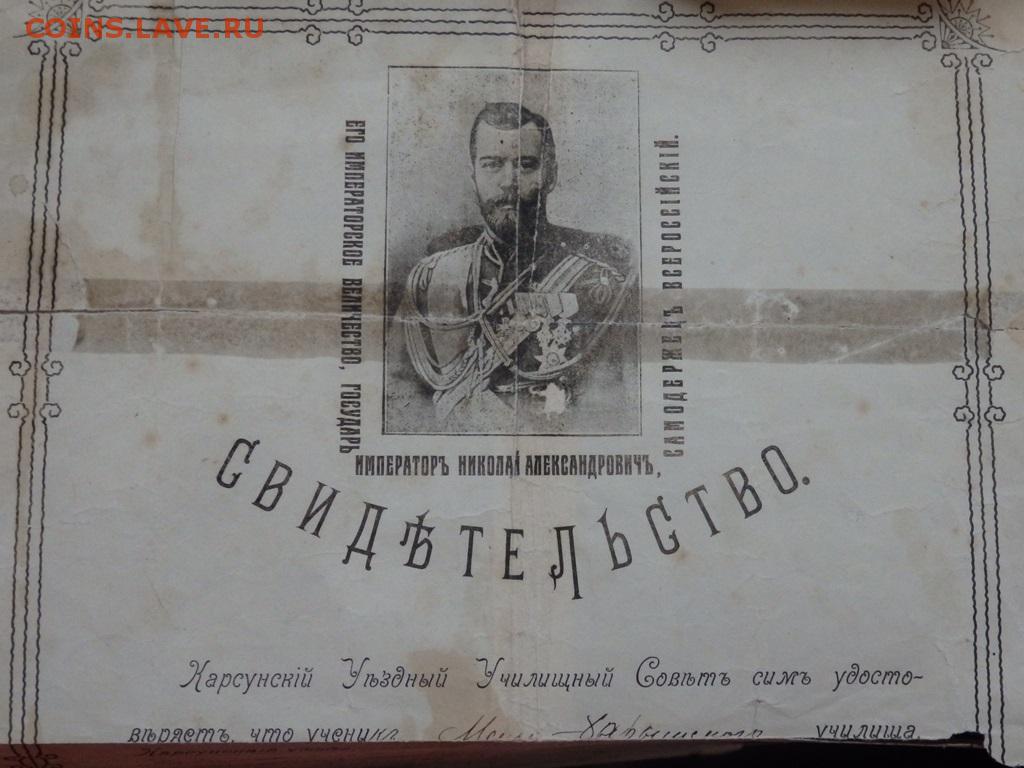 COINS.LAVE.RU
ЕГО ИМПЕРАТОРСКОЕ ВЕЛИЧЕСТВО, ГОСУДАРЬ
ИМПЕРАТОРЪ НИКОЛАЙ АЛЕКСАНДРОВИЧЪ,
САМОДЕРЖЕЦЪ ВСЕРОССІЙСКІЙ.
СВИДѢТЕЛЬСТВО.
Карсунскій Уѣздный Училищный Совѣтъ симъ удосто-
вѣряетъ, что ученикъ училища